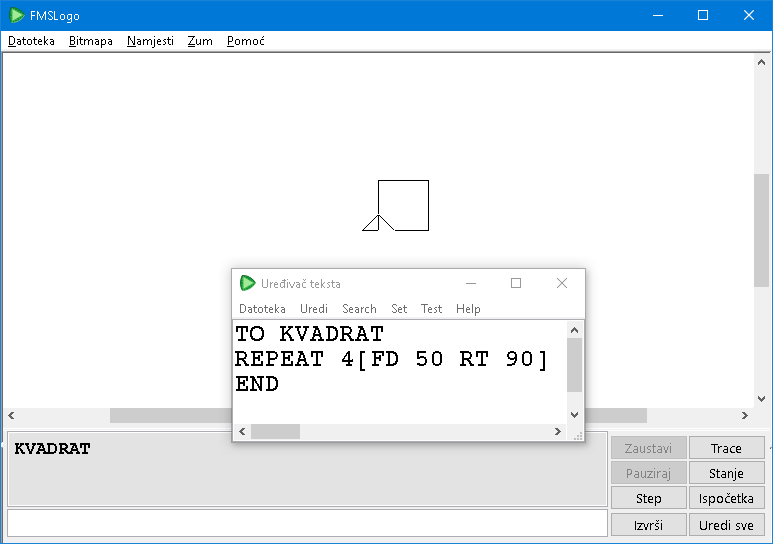 FMSLogo
Datoteka Bitmapa Namjesti Zum Pomoć
Uređivač teksta
Datoteka Uredi Search Set Test Help
TO KVADRAT
REPEAT 4[FD 50 RT 90]
END
KVADRAT
Zaustavi Trace
Pauziraj Stanje
Step Ispočetka
Izvrši Uredi sve